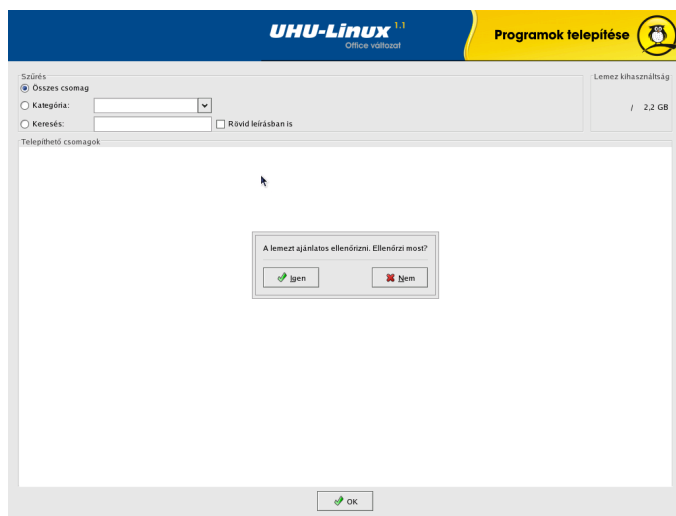 UHU-Linux 1.1
Office változat
Programok telepítése
Szűrés
Összes csomag
Kategória:
Keresés:
Rövid leírásban is
Lemez kihasználtság
/ 2,2 GB
Telepíthető csomagok
A lemezt ajánlatos ellenőrizni. Ellenőrzi most?
Igen
Nem
OK